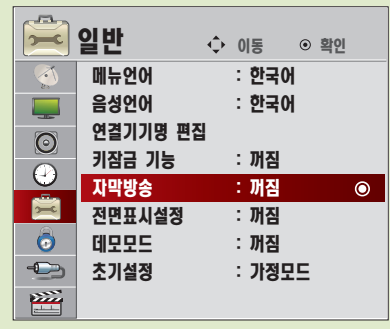 일반 이동 확인
메뉴언어 : 한국어
음성언어 : 한국어
연결기기명 편집
키잠금 기능 : 꺼짐
자막방송 : 꺼짐
전면표시설정 : 꺼짐
데모모드 : 꺼짐
초기설정 : 가정모드